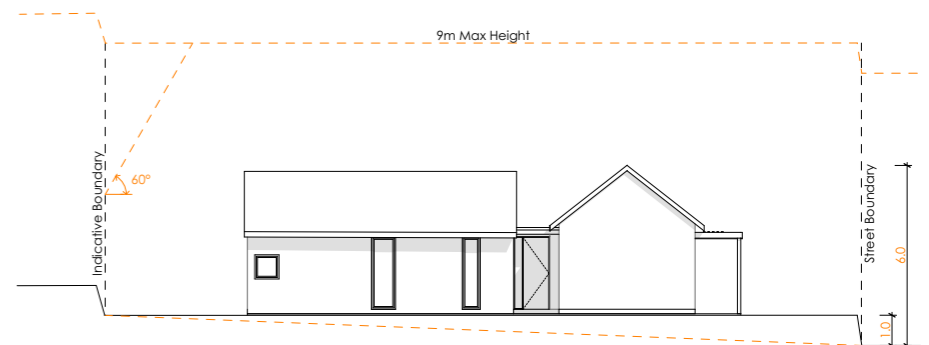 9m Max Height
Indicative Boundary
60°
Street Boundary
6.0
1.0